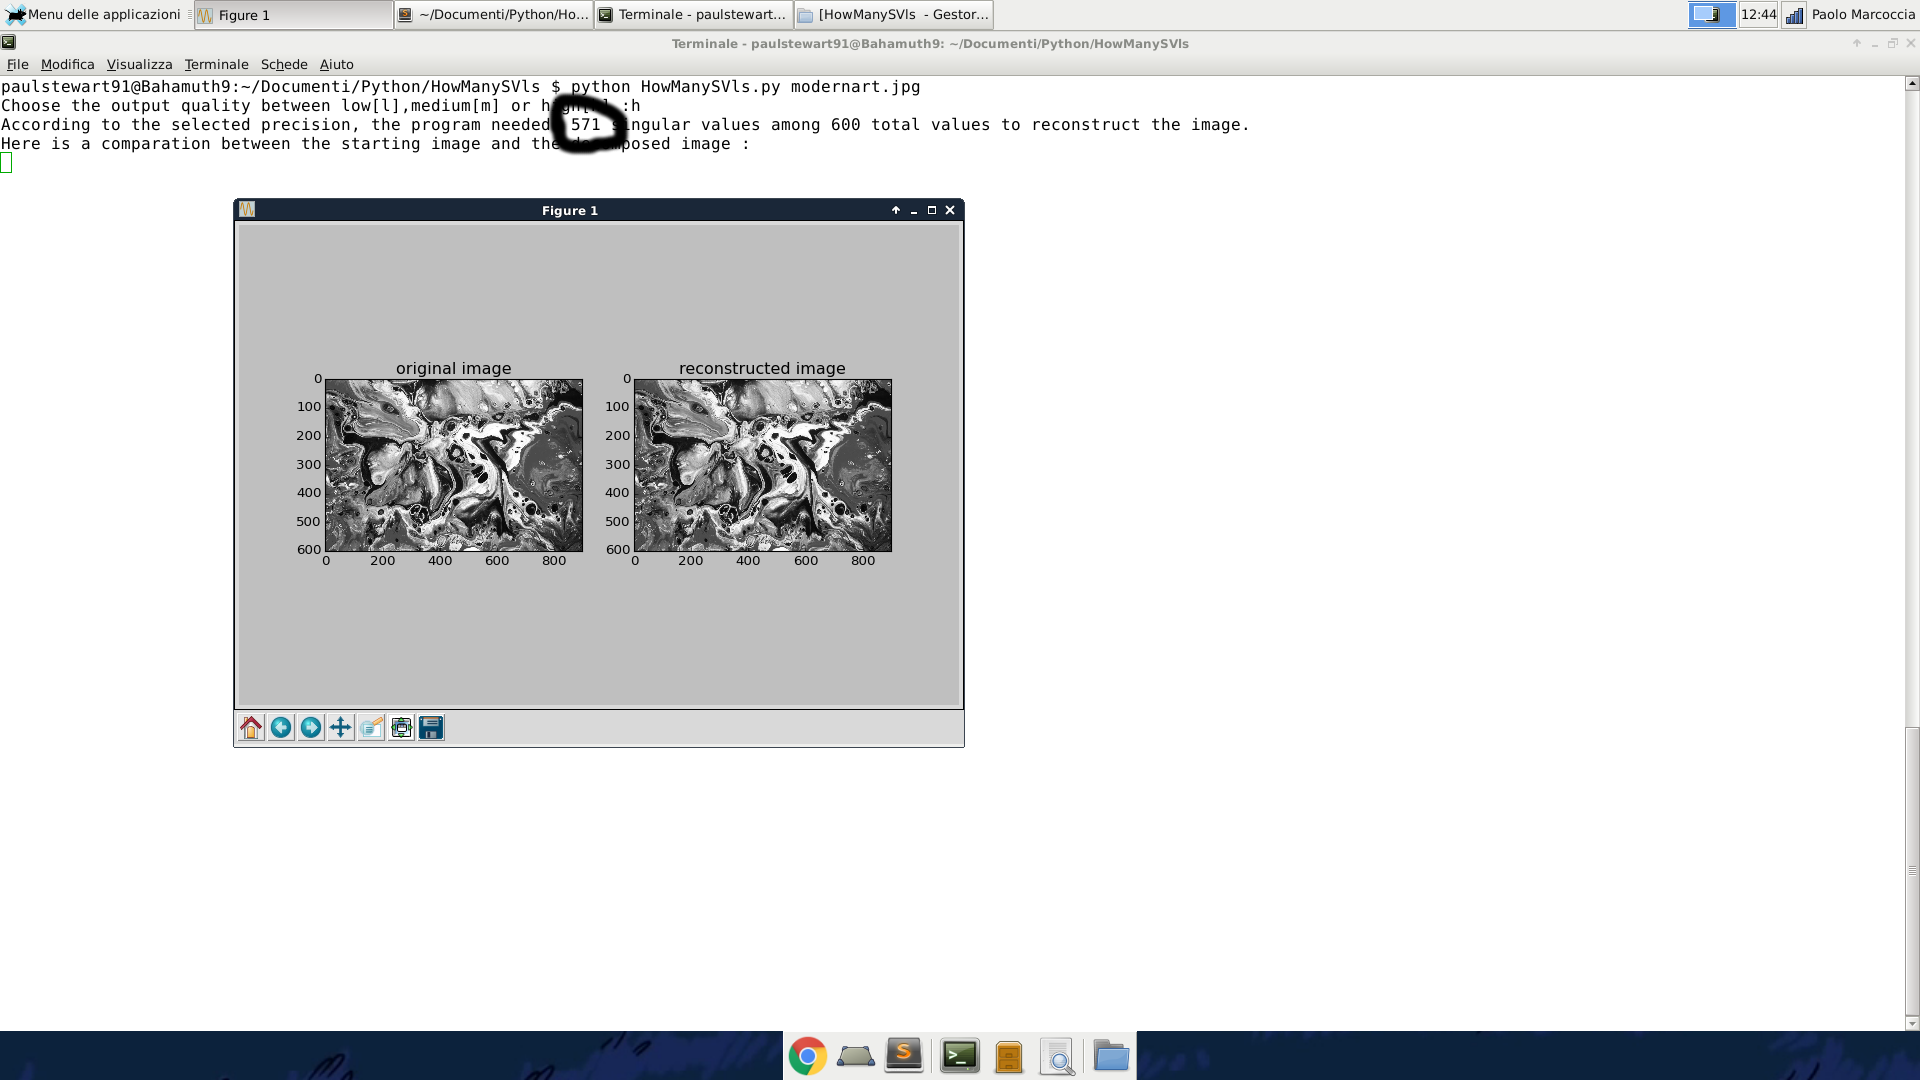 Menu delle applicazioni
Figure 1
~/Documenti/Python/Ho...
Terminale - paulstewart...
[HowManySVls - Gestor...
12:44
Paolo Marcoccia
Terminale - paulstewart91@Bahamuth9: ~/Documenti/Python/HowManySVls
File Modifica Visualizza Terminale Schede Aiuto
paulstewart91@Bahamuth9:~/Documenti/Python/HowManySVls $ python HowManySVls.py modernart.jpg
Choose the output quality between low[l],medium[m] or :h
According to the selected precision, the program needed 571 singular values among 600 total values to reconstruct the image.
Here is a comparation between the starting image and the image :
Figure 1
original image
0
100
200
300
400
500
600
0 200 400 600 800
reconstructed image
0
100
200
300
400
500
600
0 200 400 600 800